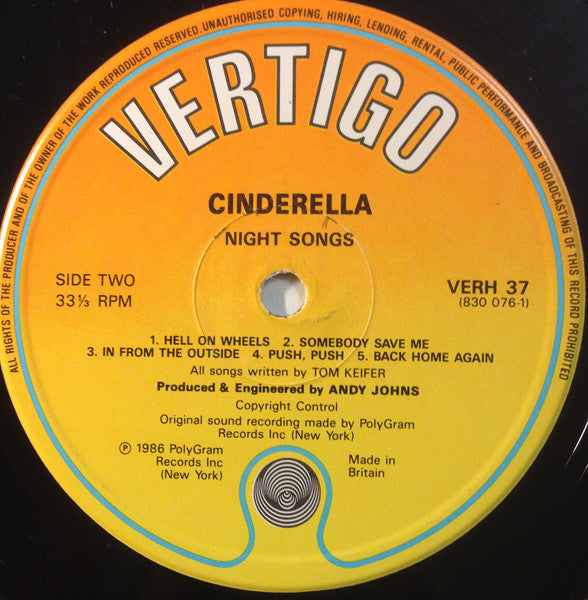 ALL RIGHTS OF THE PRODUCER AND OF THE OWNER OF THE WORK REPRODUCED RESERVED. UNAUTHORISED COPYING, HIRING, LENDING, RENTAL, PUBLIC PERFORMANCE AND BROADCASTING OF THIS RECORD PROHIBITED
VERTIGO
CINDERELLA
NIGHT SONGS
SIDE TWO
33⅓ RPM
VERH 37
(830 076-1)
1. HELL ON WHEELS 2. SOMEBODY SAVE ME
3. IN FROM THE OUTSIDE 4. PUSH, PUSH 5. BACK HOME AGAIN
All songs written by TOM KEIFER
Produced & Engineered by ANDY JOHNS
Copyright Control
Original sound recording made by PolyGram
Records Inc (New York)
℗ 1986 PolyGram
Records Inc
(New York)
Made in
Britain